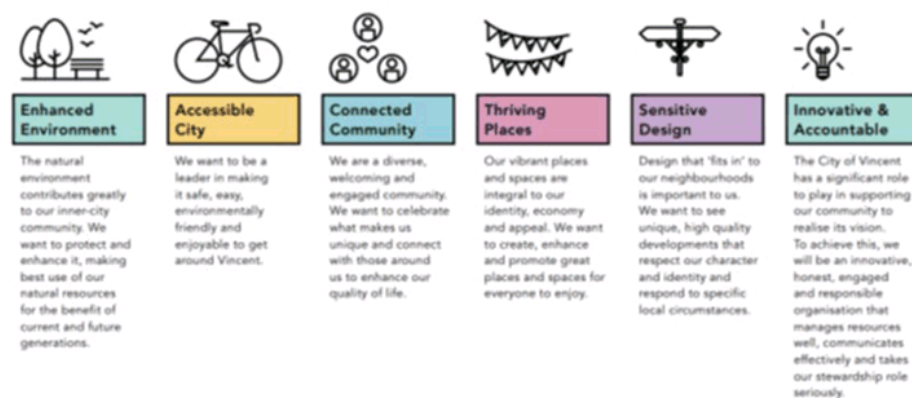 Enhanced
Environment
The natural
environment
contributes greatly
to our inner-city
community. We
want to protect and
enhance it, making
best use of our
natural resources
for the benefit of
current and future
generations.
Accessible
City
We want to be a
leader in making
it safe, easy,
environmentally
friendly and
enjoyable to get
around Vincent.
Connected
Community
We are a diverse,
welcoming and
engaged community.
We want to celebrate
what makes us
unique and connect
with those around
us to enhance our
quality of life.
Thriving
Places
Our vibrant places
and spaces are
integral to our
identity, economy
and appeal. We want
to create, enhance
and promote great
places and spaces for
everyone to enjoy.
Sensitive
Design
Design that 'fits in' to
our neighbourhoods
is important to us.
We want to see
unique, high quality
developments that
respect our character
and identity and
respond to specific
local circumstances.
Innovative &
Accountable
The City of Vincent
has a significant role
to play in supporting
our community to
realise its vision.
To achieve this, we
will be an innovative,
honest, engaged
and responsible
organisation that
manages resources
well, communicates
effectively and takes
our stewardship role
seriously.